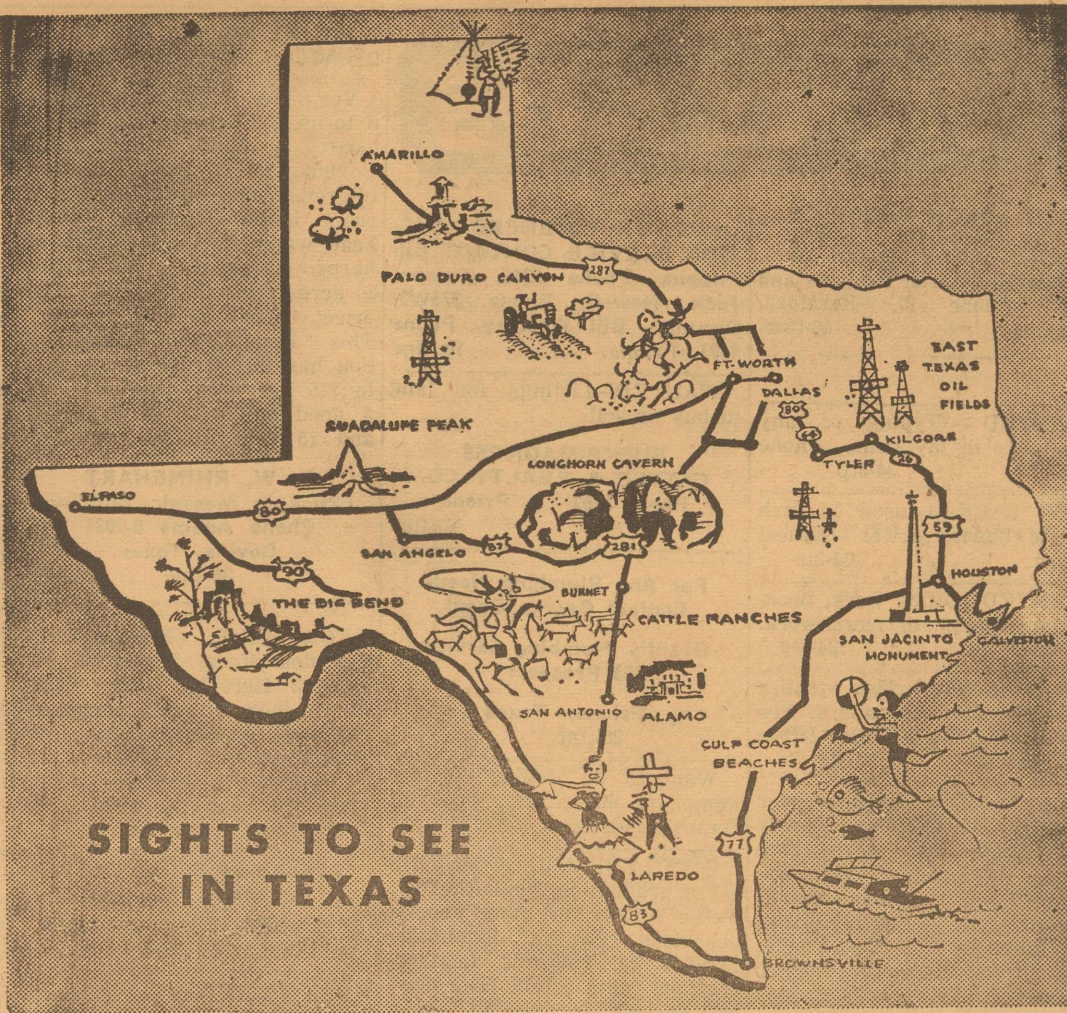 AMARILLO
PALO DURO CANYON
287
FT. WORTH
DALLAS
80
64
TYLER
KILGORE
26
EAST
TEXAS
OIL
FIELDS
GUADALUPE PEAK
EL PASO
80
LONGHORN CAVERN
SAN ANGELO
87
281
59
HOUSTON
90
THE BIG BEND
BURNET
CATTLE RANCHES
SAN JACINTO
MONUMENT
GALVESTON
SAN ANTONIO
ALAMO
GULF COAST
BEACHES
77
LAREDO
83
BROWNSVILLE
SIGHTS TO SEE
IN TEXAS